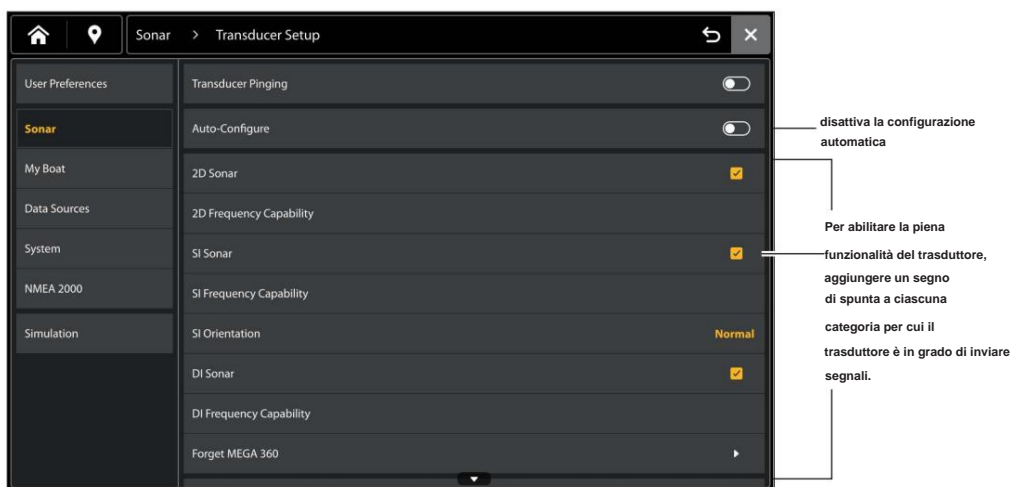 Sonar > Transducer Setup
User Preferences
Sonar
My Boat
Data Sources
System
NMEA 2000
Simulation
Transducer Pinging
Auto-Configure
2D Sonar
2D Frequency Capability
SI Sonar
SI Frequency Capability
SI Orientation Normal
DI Sonar
DI Frequency Capability
Forget MEGA 360
disattiva la configurazione
automatica
Per abilitare la piena
funzionalità del trasduttore,
aggiungere un segno
di spunta a ciascuna
categoria per cui il
trasduttore è in grado di inviare
segnali.